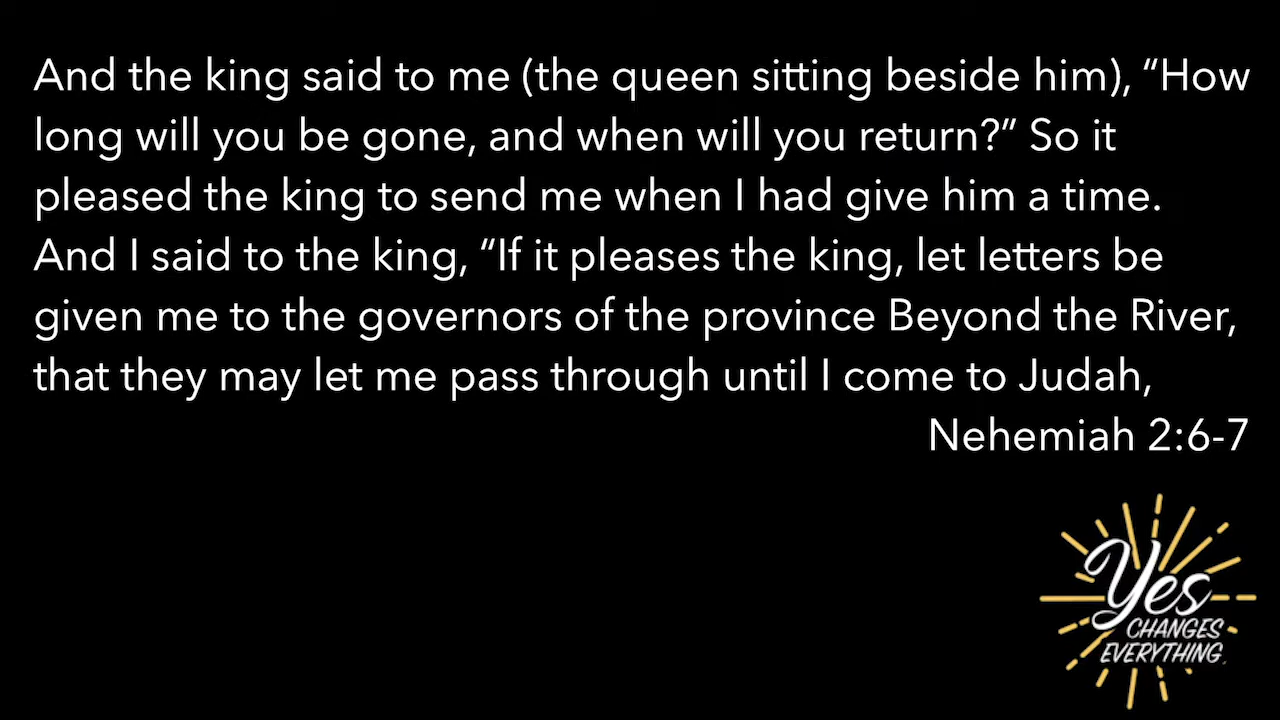 And the king said to me (the queen sitting beside him), “How
long will you be gone, and when will you return?” So it
pleased the king to send me when I had give him a time.
And I said to the king, “If it pleases the king, let letters be
given me to the governors of the province Beyond the River,
that they may let me pass through until I come to Judah,
Nehemiah 2:6-7
Yes
CHANGES
EVERYTHING.